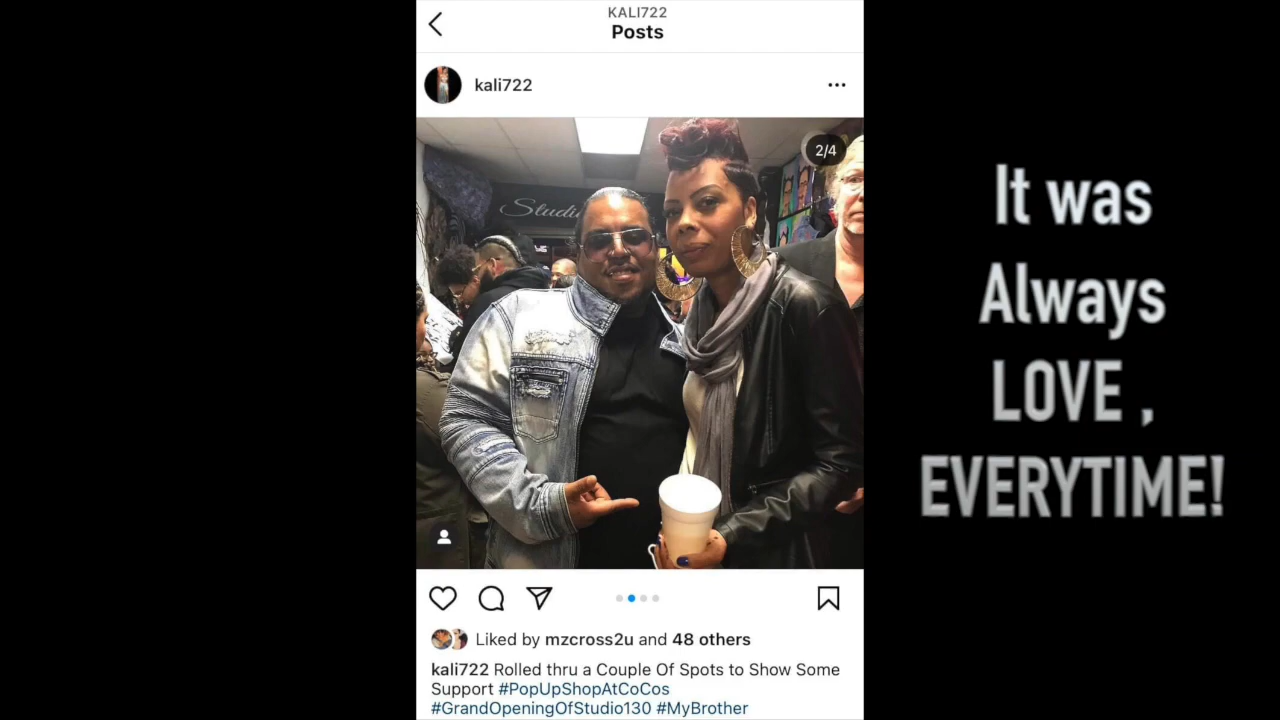 KALI722
Posts
kali722
2/4
Studi
It was
Always
LOVE ,
EVERYTIME!
Liked by mzcross2u and 48 others
kali722 Rolled thru a Couple Of Spots to Show Some
Support #PopUpShopAtCoCos
#GrandOpeningOfStudio130 #MyBrother